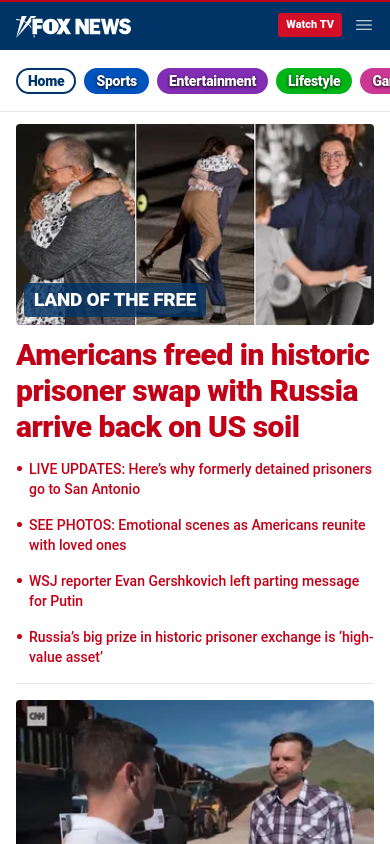 FOX NEWS
Watch TV
Home
Sports
Entertainment
Lifestyle
Ga
LAND OF THE FREE
Americans freed in historic
prisoner swap with Russia
arrive back on US soil
LIVE UPDATES: Here’s why formerly detained prisoners
go to San Antonio
SEE PHOTOS: Emotional scenes as Americans reunite
with loved ones
WSJ reporter Evan Gershkovich left parting message
for Putin
Russia’s big prize in historic prisoner exchange is ‘high-
value asset’
CNN